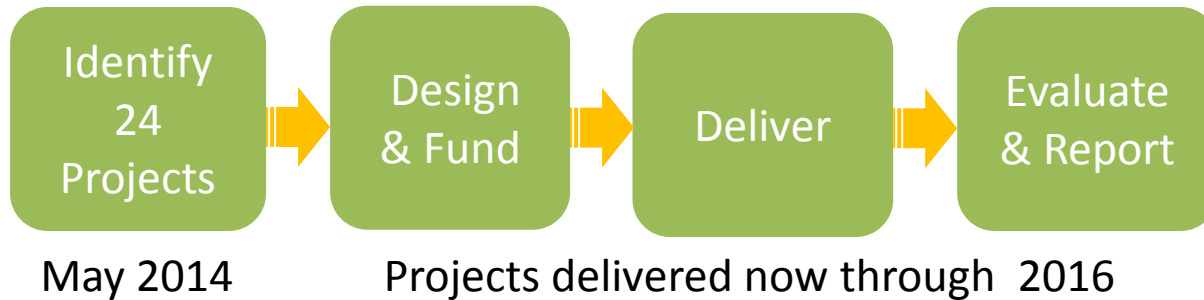 Identify
24
Projects
Design
& Fund
Deliver
Evaluate
& Report
May 2014
Projects delivered now through 2016